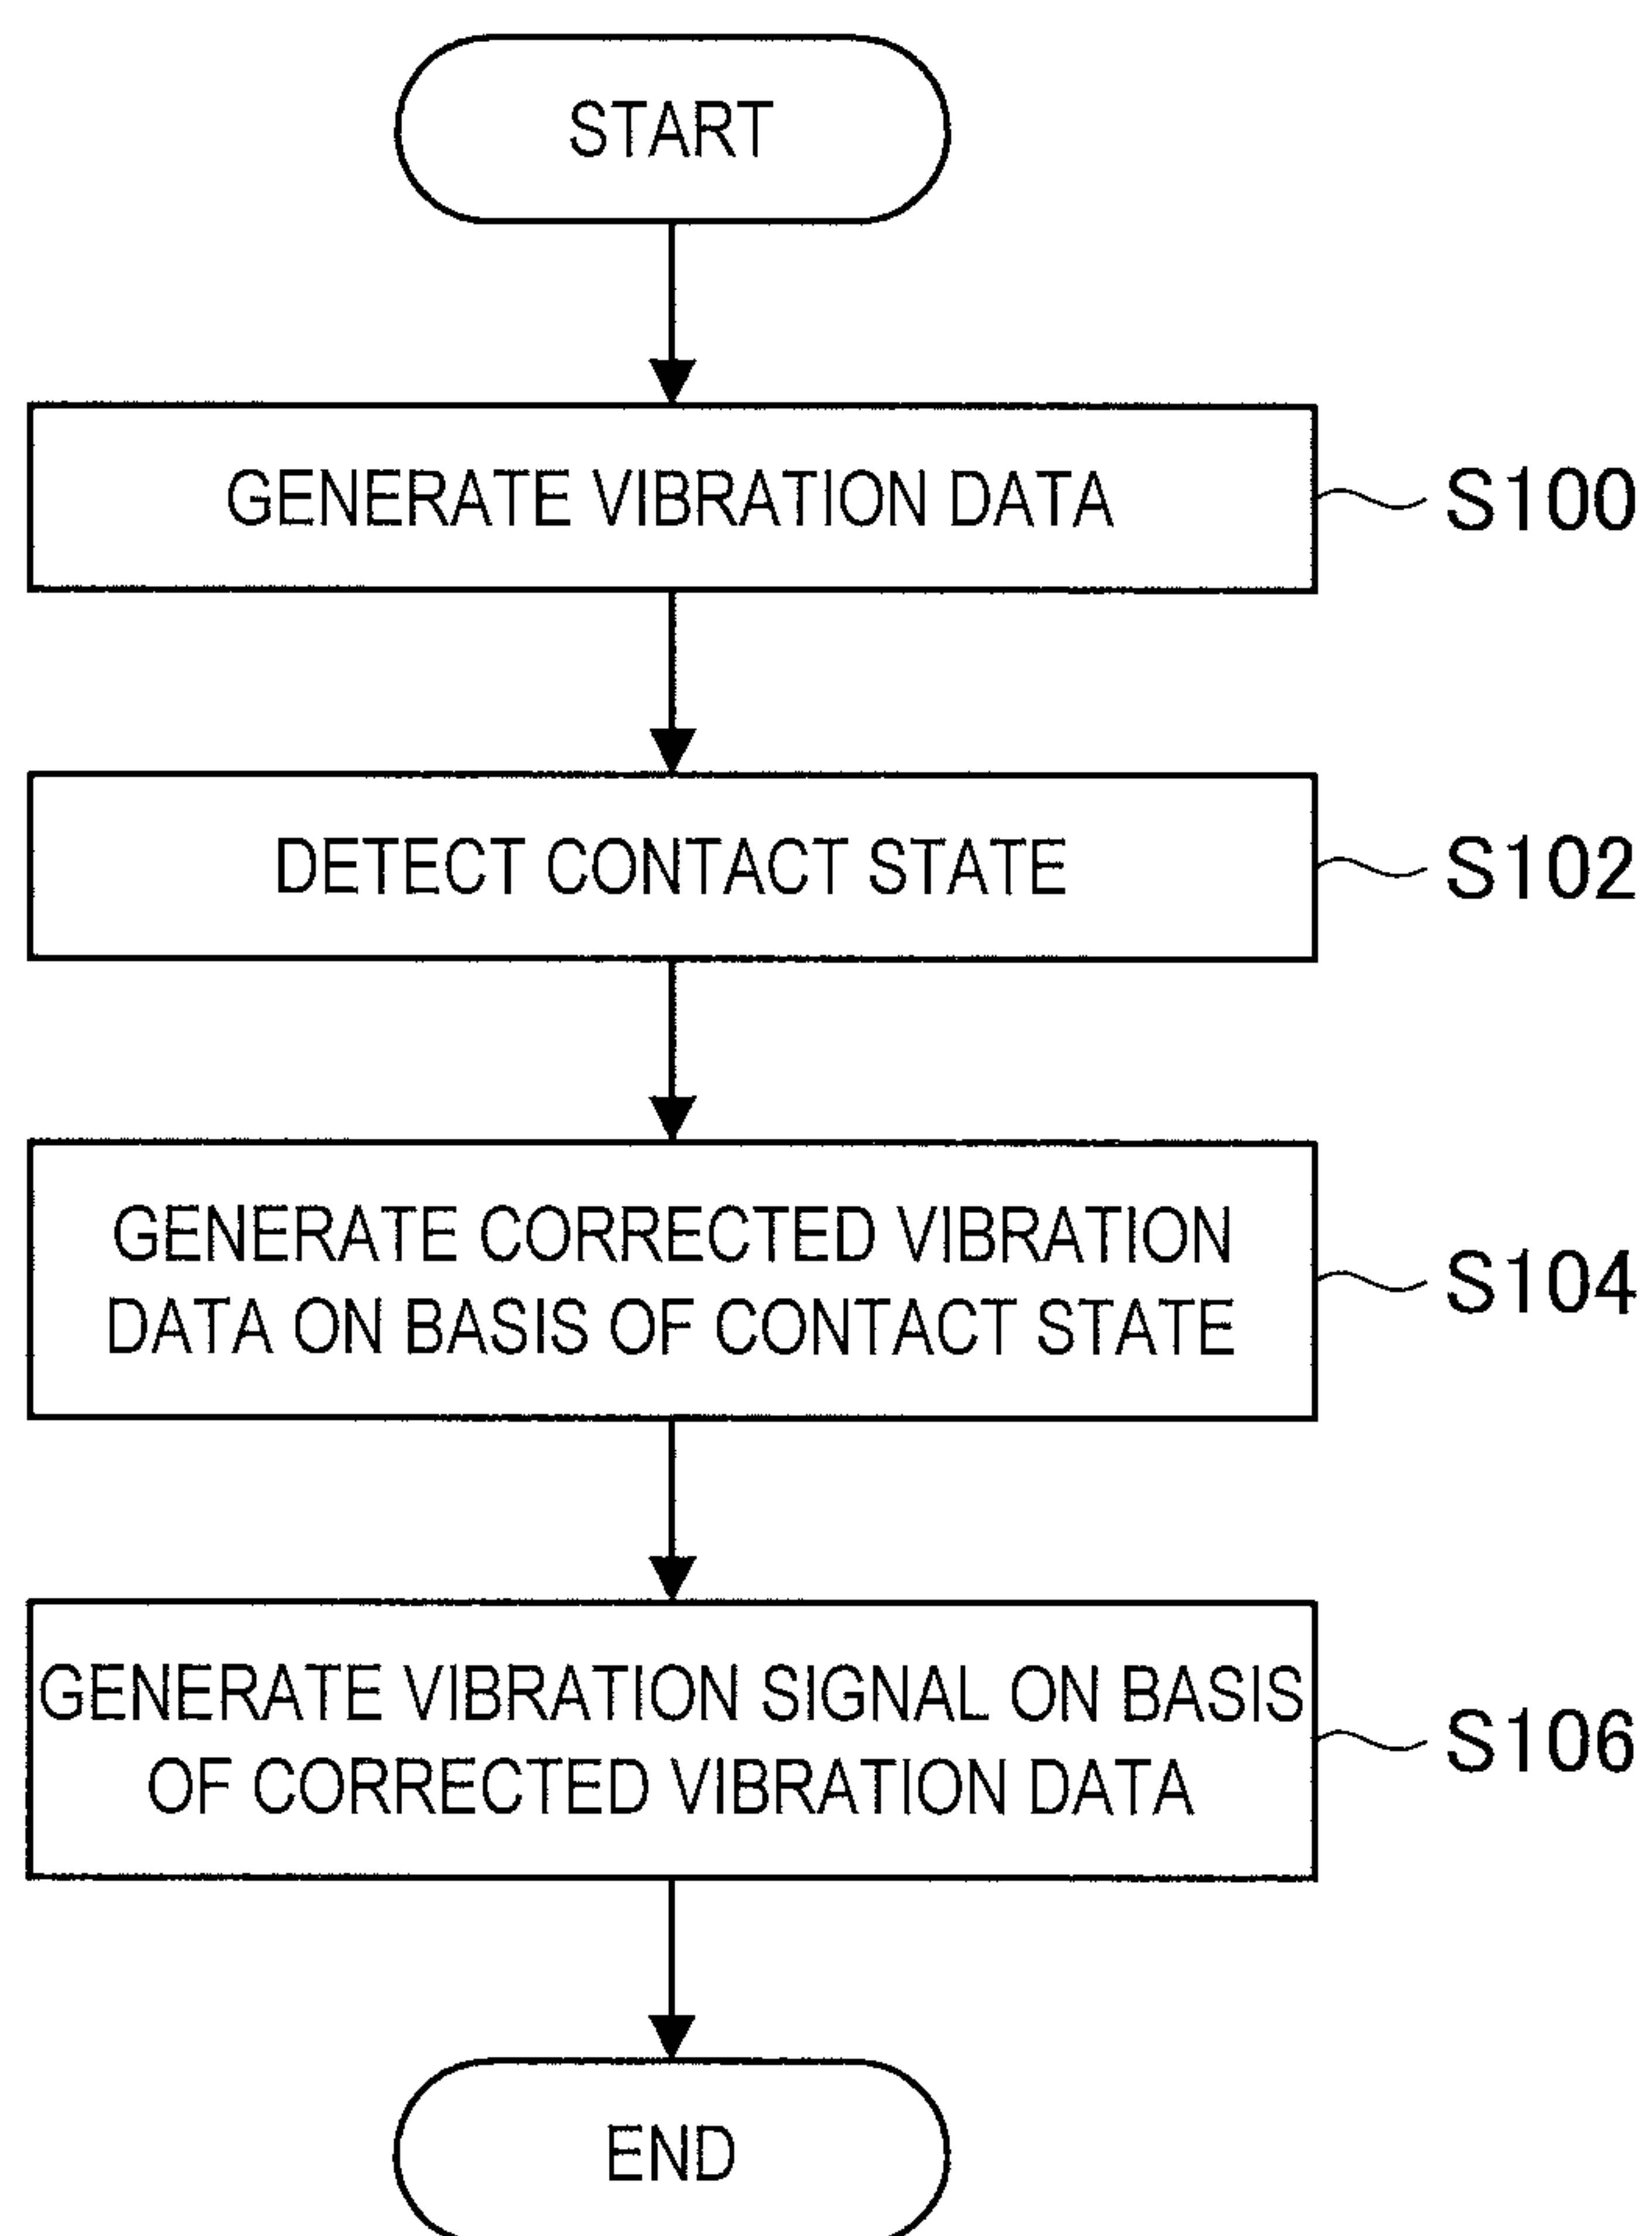 START
GENERATE VIBRATION DATA
S100
DETECT CONTACT STATE
S102
GENERATE CORRECTED VIBRATION
DATA ON BASIS OF CONTACT STATE
S104
GENERATE VIBRATION SIGNAL ON BASIS
OF CORRECTED VIBRATION DATA
S106
END